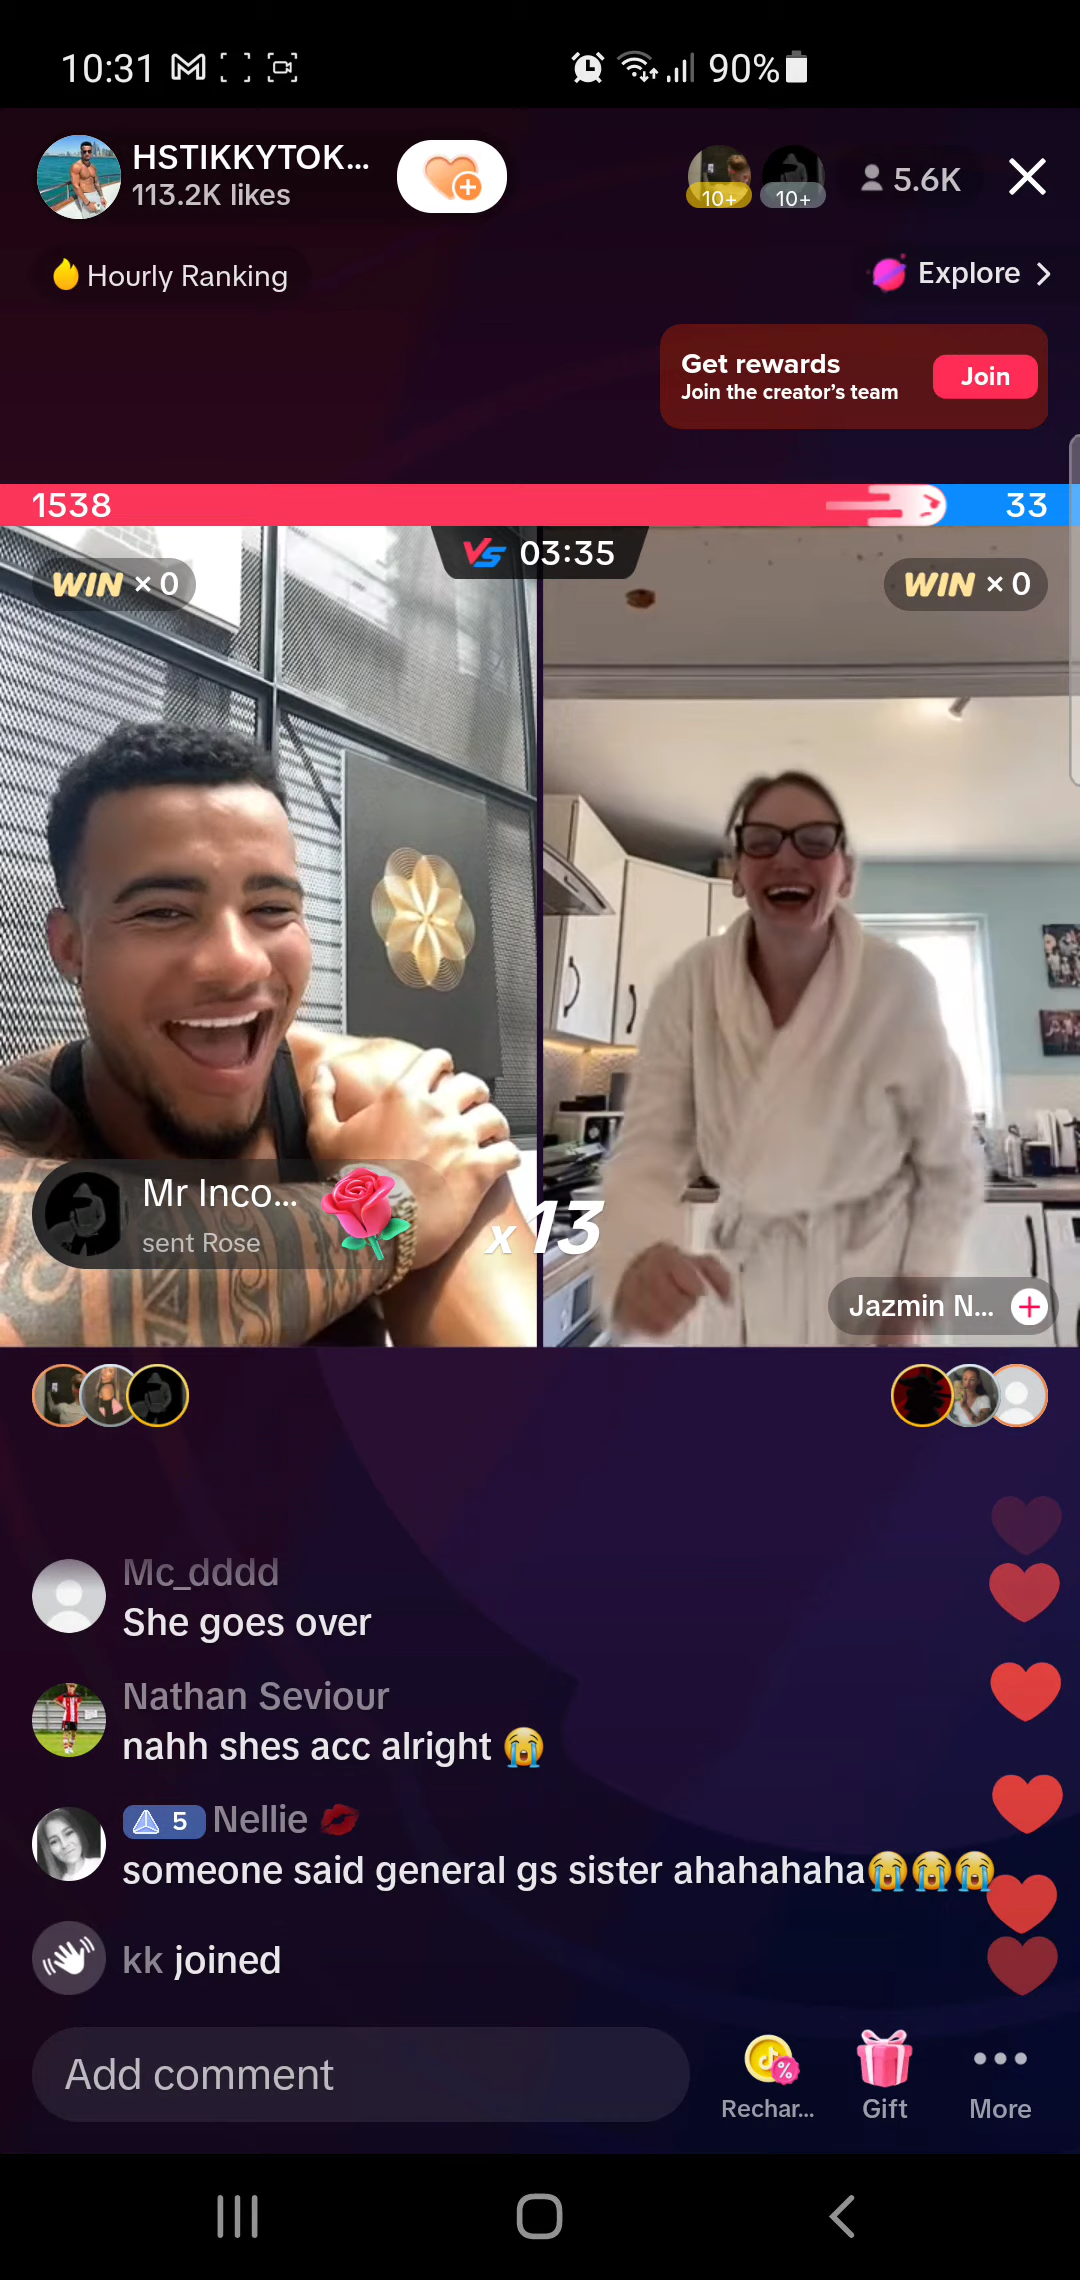 10:31
90%
HSTIKKYTOK...
113.2K likes
10+
10+
5.6K
Hourly Ranking
Explore
Get rewards
Join the creator's team
Join
1538
33
VS 03:35
WIN × 0
WIN × 0
Mr Inco...
sent Rose
x13
Jazmin N...
Mc_dddd
She goes over
Nathan Seviour
nahh shes acc alright 😭
5 Nellie 💋
someone said general gs sister ahahahaha😭😭😭
kk joined
Add comment
Rechar...
Gift
More